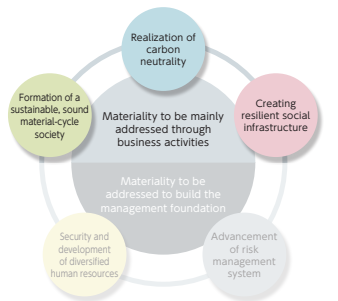 Realization of
carbon
neutrality
Formation of a
sustainable, sound
material-cycle
society
Creating
resilient social
infrastructure
Materiality to be mainly
addressed through
business activities
Materiality to be
addressed to build the
management foundation
Security and
development
of diversified
human resources
Advancement
of risk
management
system